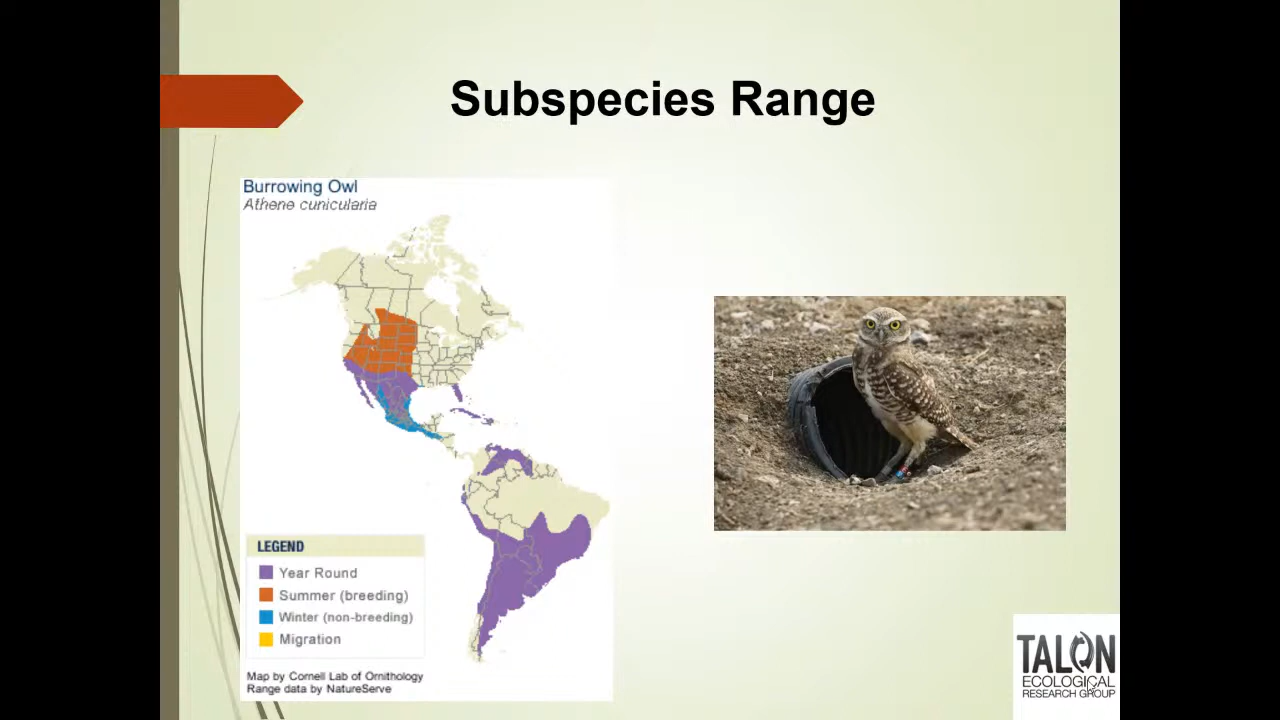 Subspecies Range
Burrowing Owl
Athene cunicularia
LEGEND
Year Round
Summer (breeding)
Winter (non-breeding)
Migration
Map by Cornell Lab of Ornithology
Range data by NatureServe
TALON
ECOLOGICAL
RESEARCH GROUP